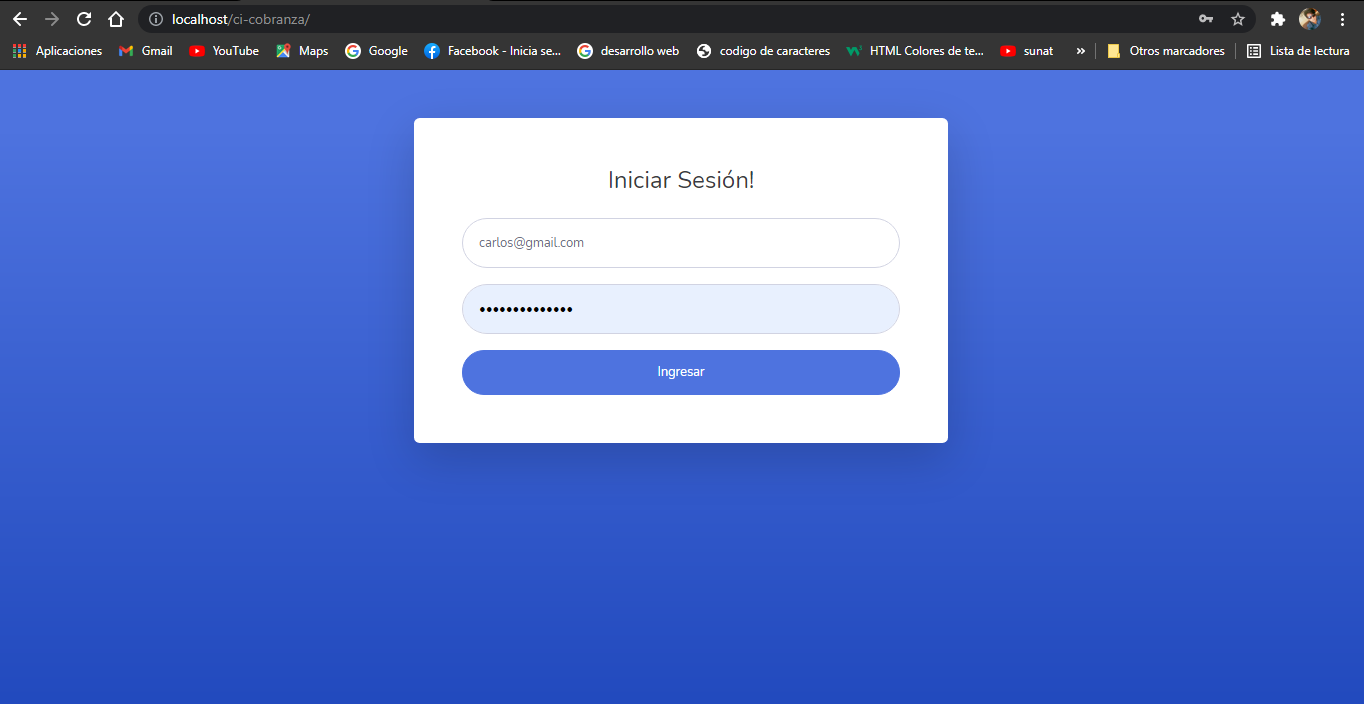 localhost/ci-cobranza/
Aplicaciones Gmail YouTube Maps Google Facebook - Inicia se... desarrollo web codigo de caracteres HTML Colores de te... sunat » Otros marcadores Lista de lectura
Iniciar Sesión!
carlos@gmail.com
••••••••••••••
Ingresar